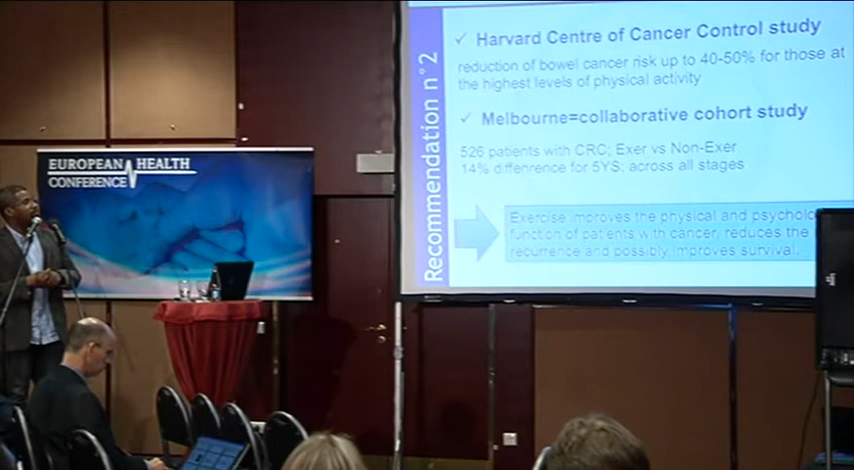 Recommendation n°2
✓ Harvard Centre of Cancer Control study
reduction of bowel cancer risk up to 40-50% for those at
the highest levels of physical activity
✓ Melbourne=collaborative cohort study
526 patients with CRC; Exer vs Non-Exer
14% diffenrence for 5YS; across all stages
Exercise improves the physical and psycholo
function of patients with cancer, reduces the
recurrence and possibly improves survival.
EUROPEAN HEALTH
CONFERENCE